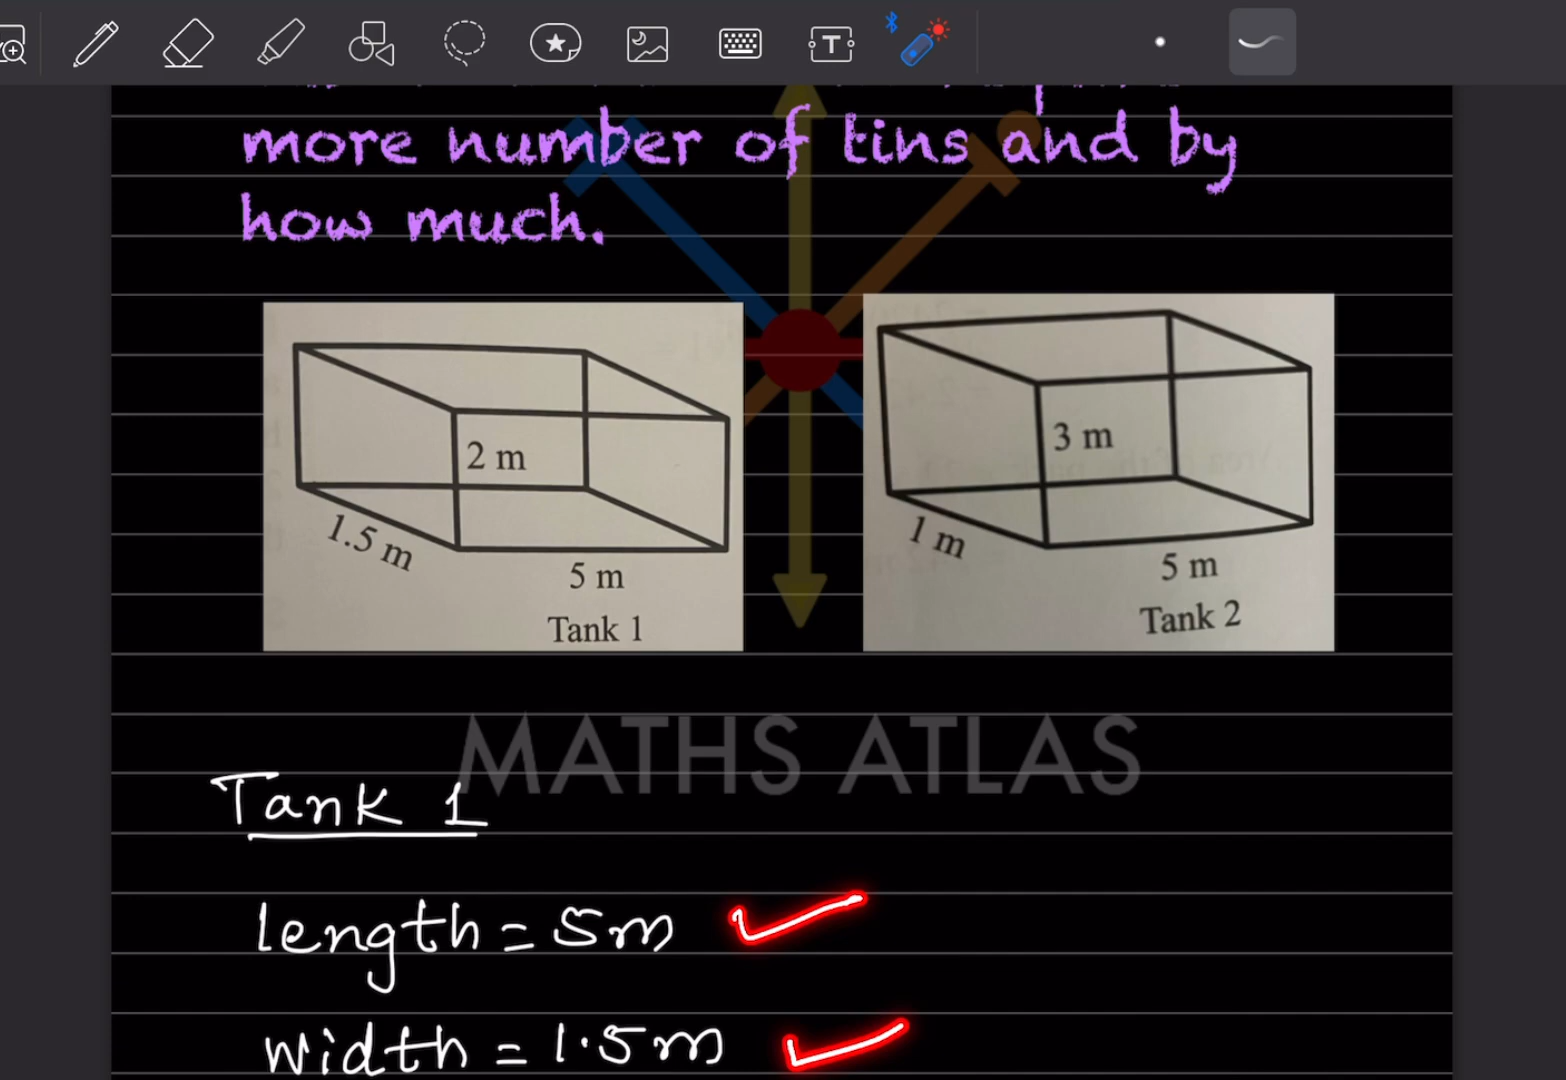 more number of tins and by
how much.
2 m
1.5 m
5 m
Tank 1
3 m
1 m
5 m
Tank 2
MATHS ATLAS
Tank 1
length = 5m
width = 1.5m